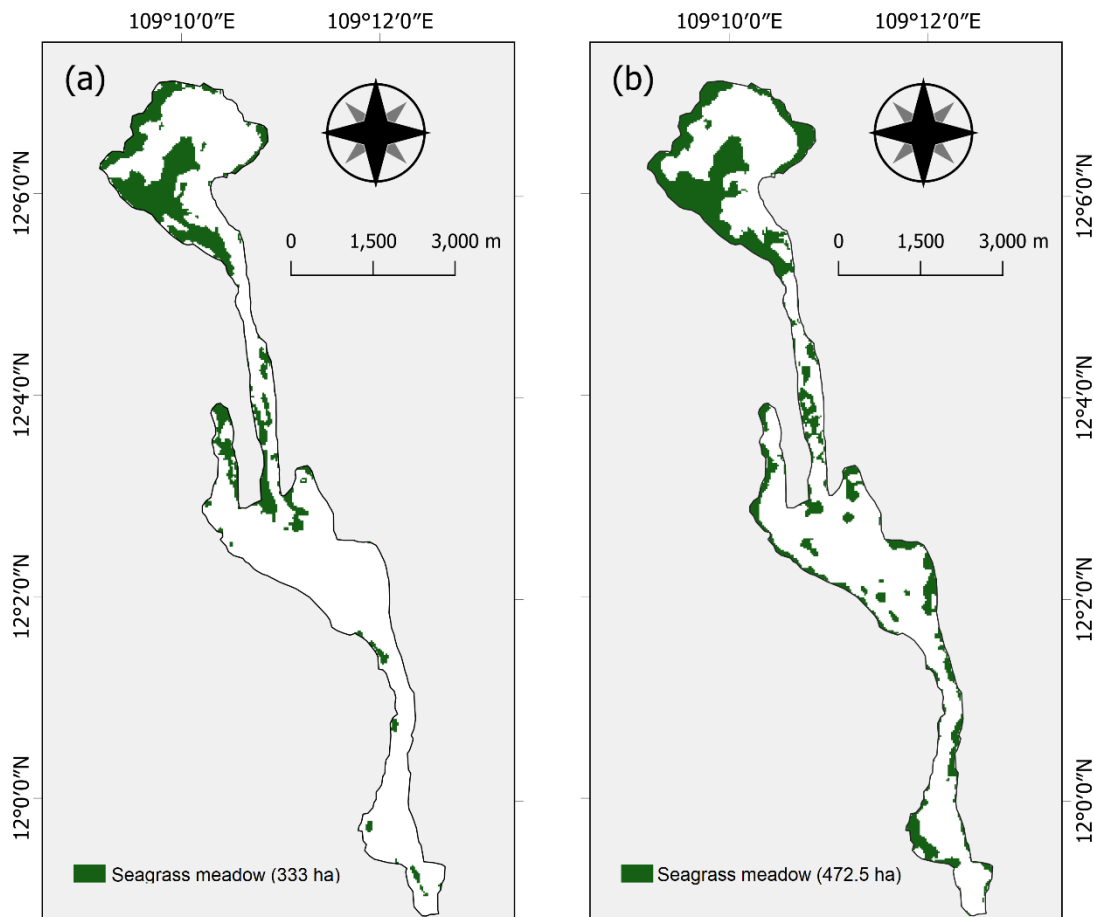 109°10′0″E 109°12′0″E 109°10′0″E 109°12′0″E
(a) (b)
12°6′0″N 12°6′0″N
0 1,500 3,000 m 0 1,500 3,000 m
12°4′0″N 12°4′0″N
12°2′0″N 12°2′0″N
12°0′0″N 12°0′0″N
Seagrass meadow (333 ha) Seagrass meadow (472.5 ha)